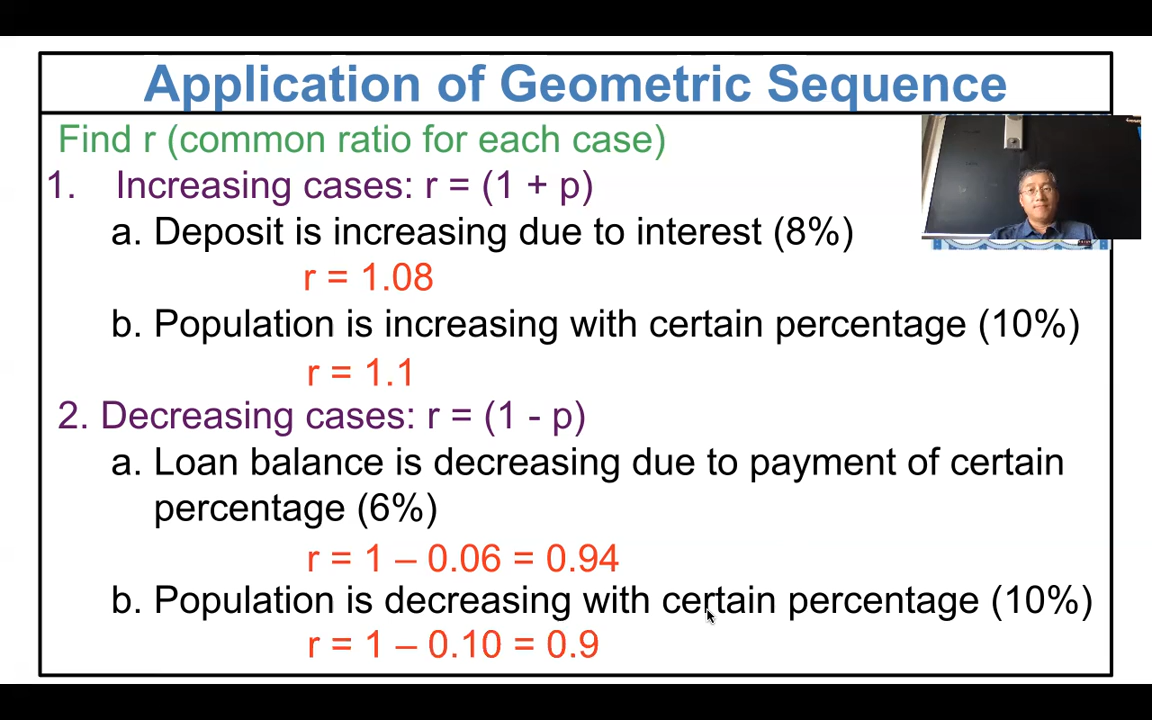 Application of Geometric Sequence
Find r (common ratio for each case)
1. Increasing cases: r = (1 + p)
a. Deposit is increasing due to interest (8%)
r = 1.08
b. Population is increasing with certain percentage (10%)
r = 1.1
2. Decreasing cases: r = (1 - p)
a. Loan balance is decreasing due to payment of certain
percentage (6%)
r = 1 – 0.06 = 0.94
b. Population is decreasing with certain percentage (10%)
r = 1 – 0.10 = 0.9